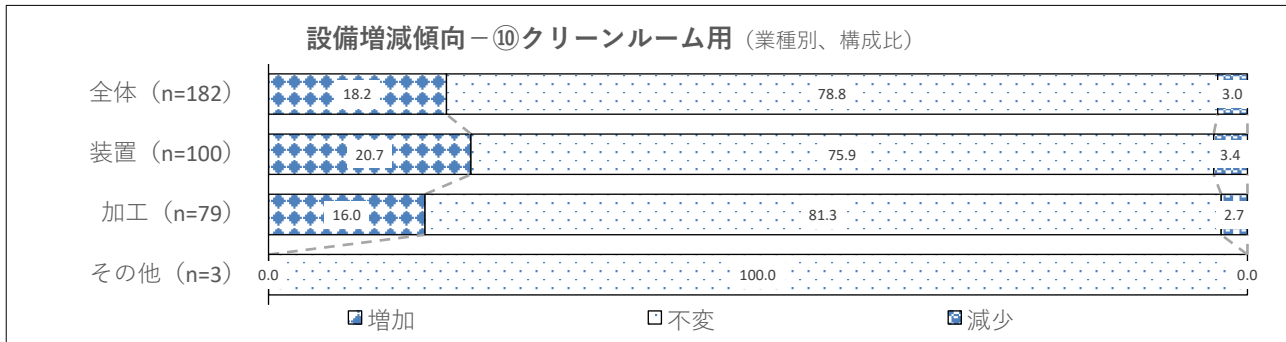 設備増減傾向－⑩クリーンルーム用（業種別、構成比）
全体（n=182） 18.2 78.8 3.0
装置（n=100） 20.7 75.9 3.4
加工（n=79） 16.0 81.3 2.7
その他（n=3） 0.0 100.0 0.0
増加 不変 減少